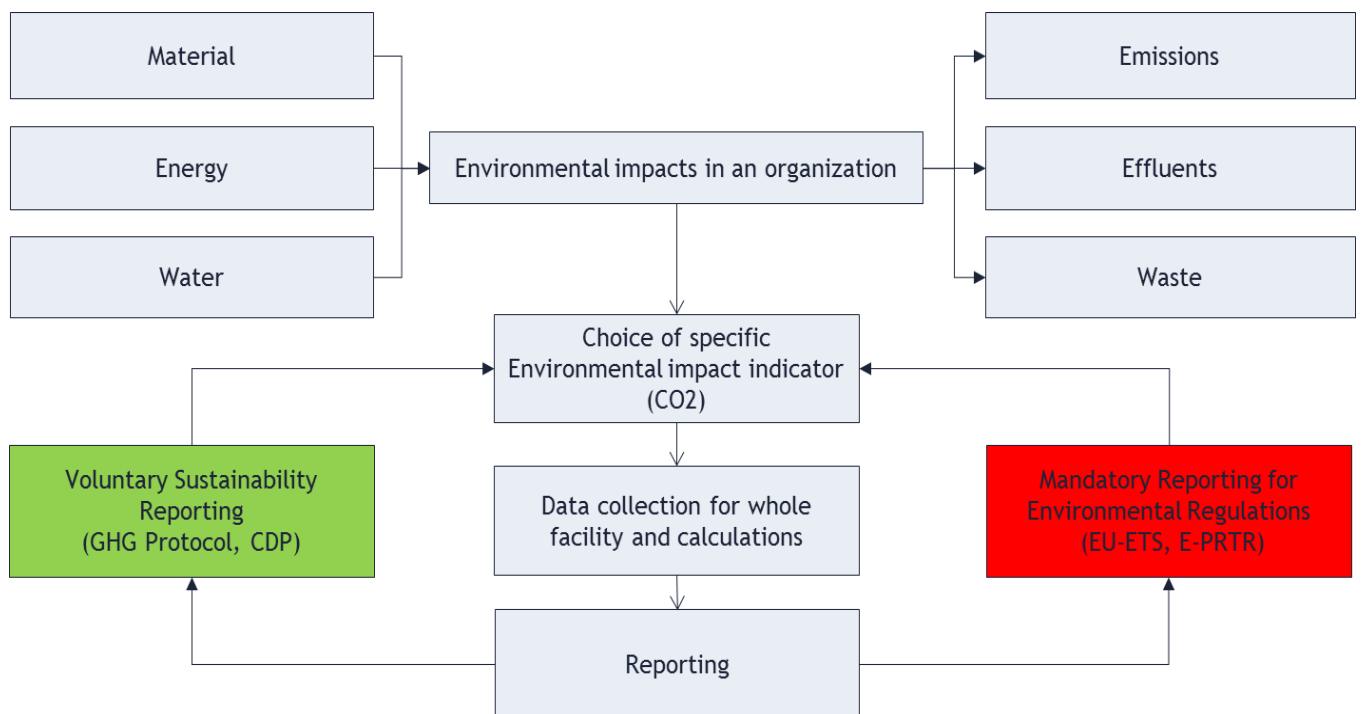 Material
Emissions
Energy
Environmental impacts in an organization
Effluents
Water
Waste
Choice of specific
Environmental impact indicator
(CO2)
Voluntary Sustainability
Reporting
(GHG Protocol, CDP)
Data collection for whole
facility and calculations
Mandatory Reporting for
Environmental Regulations
(EU-ETS, E-PRTR)
Reporting